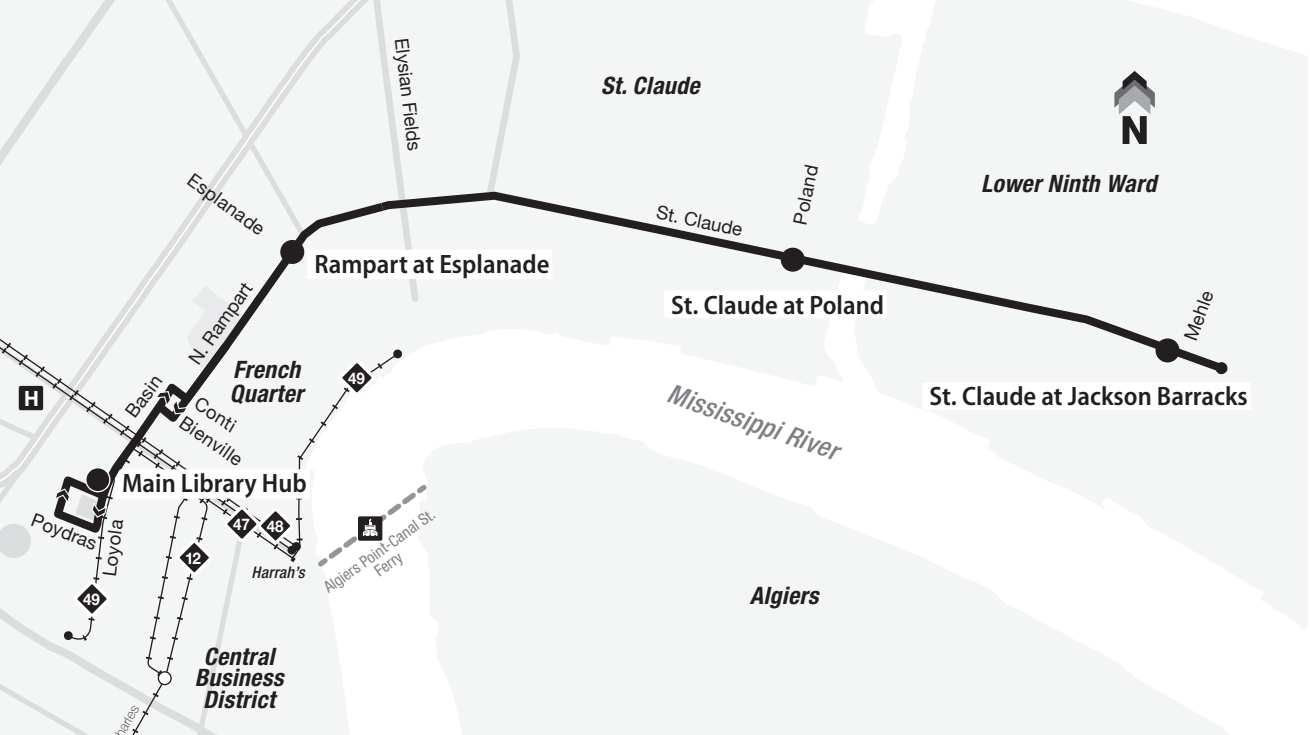 Elysian Fields
St. Claude
N
Lower Ninth Ward
Esplanade
Poland
St. Claude
Rampart at Esplanade
St. Claude at Poland
Mehle
N. Rampart
French
Quarter
49
H
Basin
Conti
Bienville
Mississippi River
St. Claude at Jackson Barracks
Main Library Hub
Poydras
Loyola
47
48
12
Harrah's
Algiers Point-Canal St.
Ferry
49
Algiers
Central
Business
District
harles